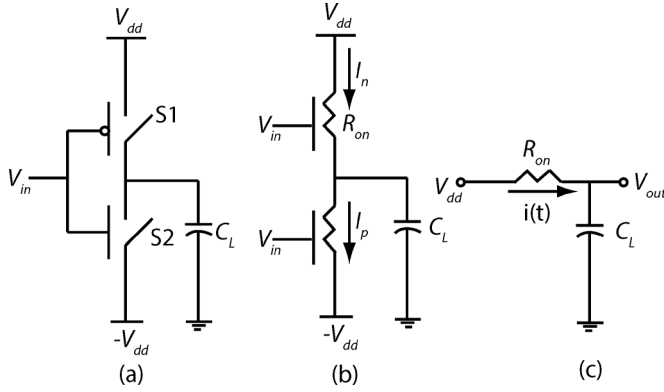 V_dd
S1
V_in
S2
C_L
-V_dd
(a)
V_dd
I_n
V_in
R_on
I_p
V_in
C_L
-V_dd
(b)
R_on
V_dd
V_out
i(t)
C_L
(c)